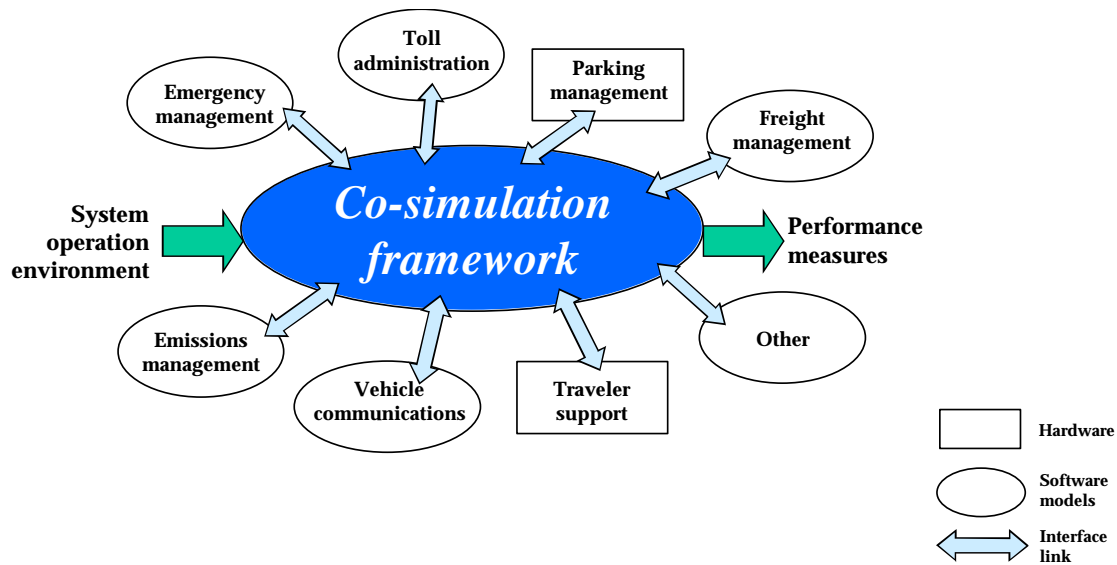 Toll
administration
Parking
management
Emergency
management
Freight
management
Co-simulation
framework
System
operation
environment
Performance
measures
Emissions
management
Vehicle
communications
Traveler
support
Other
Hardware
Software
models
Interface
link